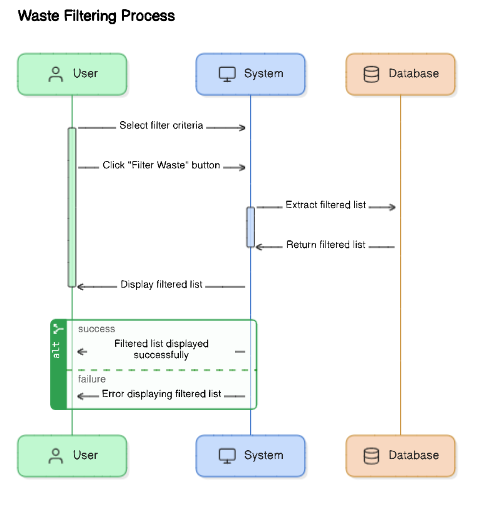 Waste Filtering Process
User
System
Database
Select filter criteria
Click "Filter Waste" button
Extract filtered list
Return filtered list
Display filtered list
alt
success
Filtered list displayed
successfully
failure
Error displaying filtered list
User
System
Database